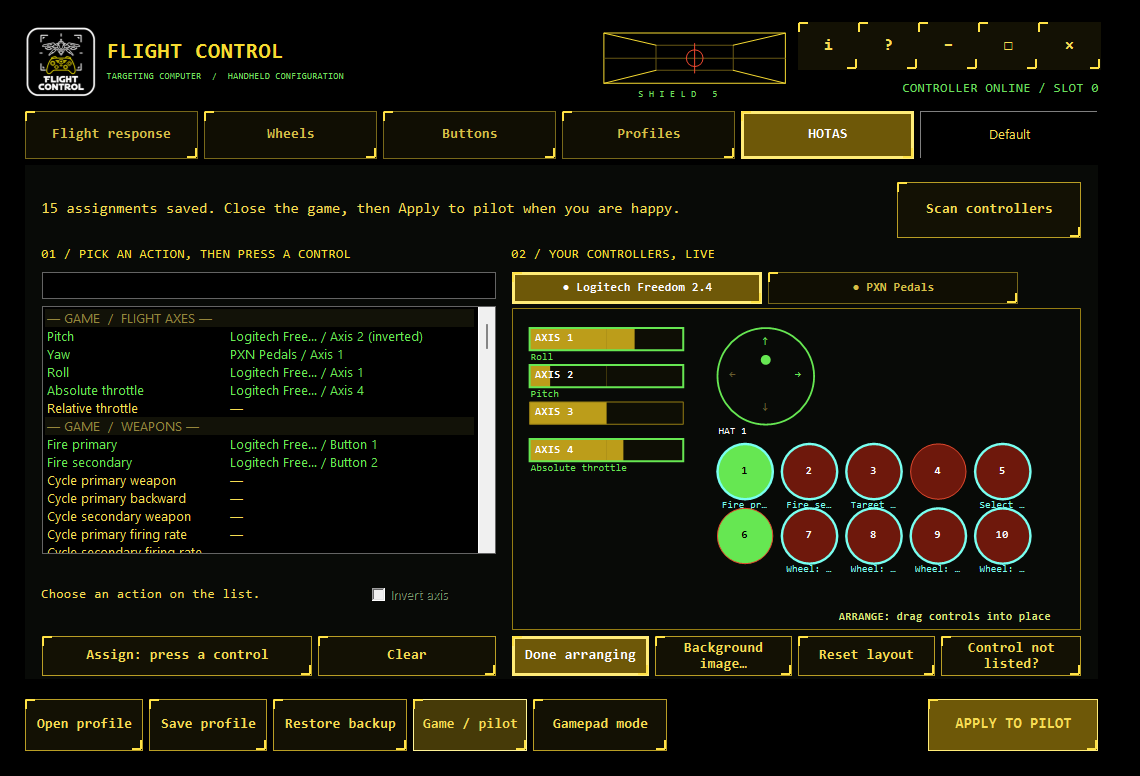 FLIGHT CONTROL
FLIGHT CONTROL
TARGETING COMPUTER / HANDHELD CONFIGURATION
SHIELD 5
i ? − □ ×
CONTROLLER ONLINE / SLOT 0
Flight response Wheels Buttons Profiles HOTAS Default
15 assignments saved. Close the game, then Apply to pilot when you are happy.
Scan controllers
01 / PICK AN ACTION, THEN PRESS A CONTROL
— GAME / FLIGHT AXES —
Pitch Logitech Free... / Axis 2 (inverted)
Yaw PXN Pedals / Axis 1
Roll Logitech Free... / Axis 1
Absolute throttle Logitech Free... / Axis 4
Relative throttle —
— GAME / WEAPONS —
Fire primary Logitech Free... / Button 1
Fire secondary Logitech Free... / Button 2
Cycle primary weapon —
Cycle primary backward —
Cycle secondary weapon —
Cycle primary firing rate —
Cycle secondary firing rate
Choose an action on the list.
Invert axis
Assign: press a control Clear
02 / YOUR CONTROLLERS, LIVE
● Logitech Freedom 2.4 ● PXN Pedals
AXIS 1
Roll
AXIS 2
Pitch
AXIS 3
AXIS 4
Absolute throttle
↑
← →
↓
HAT 1
1 2 3 4 5
Fire pr… Fire se… Target … Select …
6 7 8 9 10
Wheel: … Wheel: … Wheel: … Wheel: …
ARRANGE: drag controls into place
Done arranging Background image… Reset layout Control not listed?
Open profile Save profile Restore backup Game / pilot Gamepad mode APPLY TO PILOT